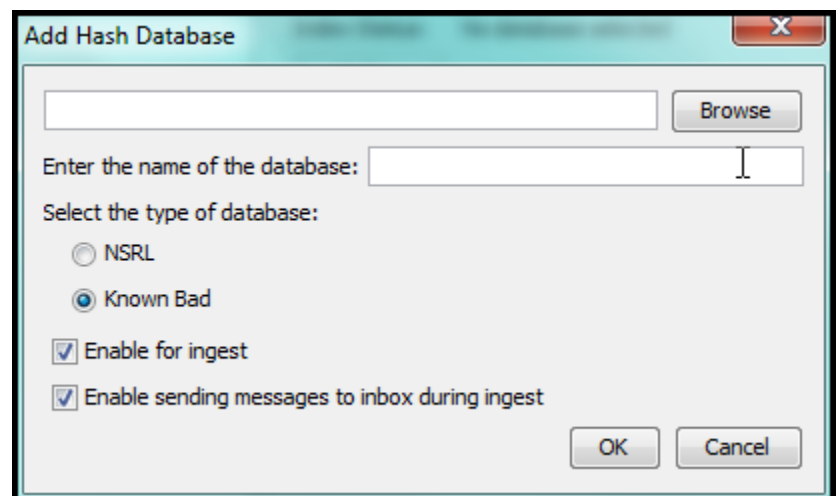 Add Hash Database
Browse
Enter the name of the database:
Select the type of database:
NSRL
Known Bad
Enable for ingest
Enable sending messages to inbox during ingest
OK Cancel